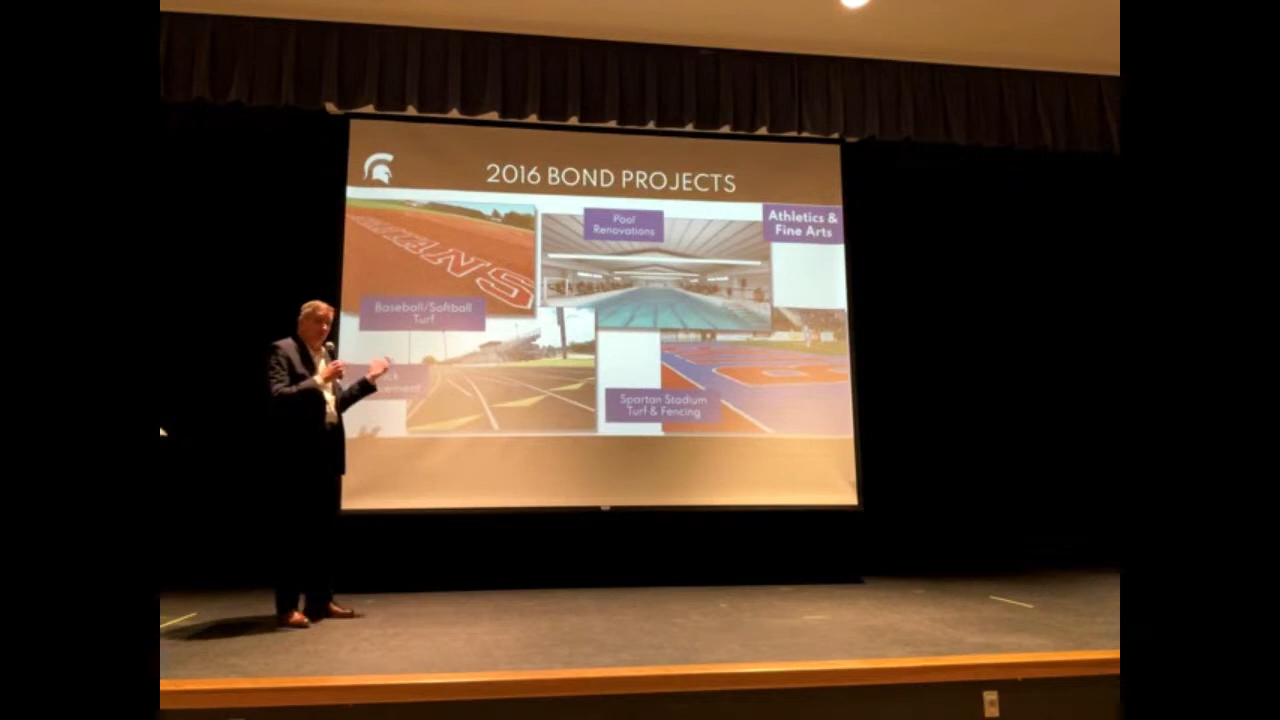 2016 BOND PROJECTS
Pool
Renovations
Athletics &
Fine Arts
Baseball/Softball
Turf
Spartan Stadium
Turf & Fencing